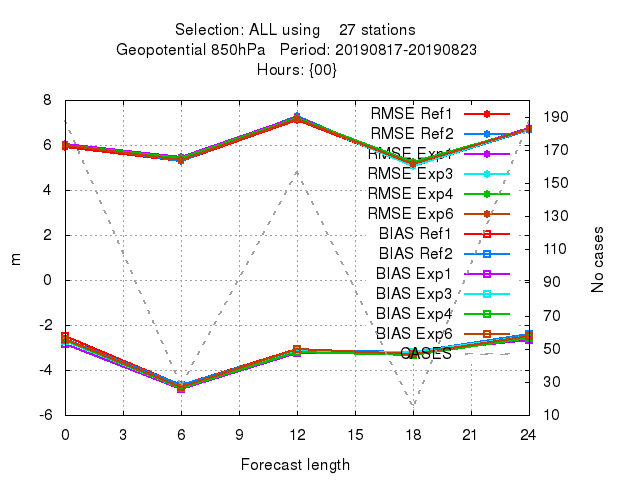 Selection: ALL using 27 stations
Geopotential 850hPa Period: 20190817-20190823
Hours: {00}
8
6
4
2
0
-2
-4
-6
m
190
170
150
130
110
90
70
50
30
10
No cases
RMSE Ref1
RMSE Ref2
RMSE Exp1
RMSE Exp3
RMSE Exp4
RMSE Exp6
BIAS Ref1
BIAS Ref2
BIAS Exp1
BIAS Exp3
BIAS Exp4
BIAS Exp6
CASES
0 3 6 9 12 15 18 21 24
Forecast length